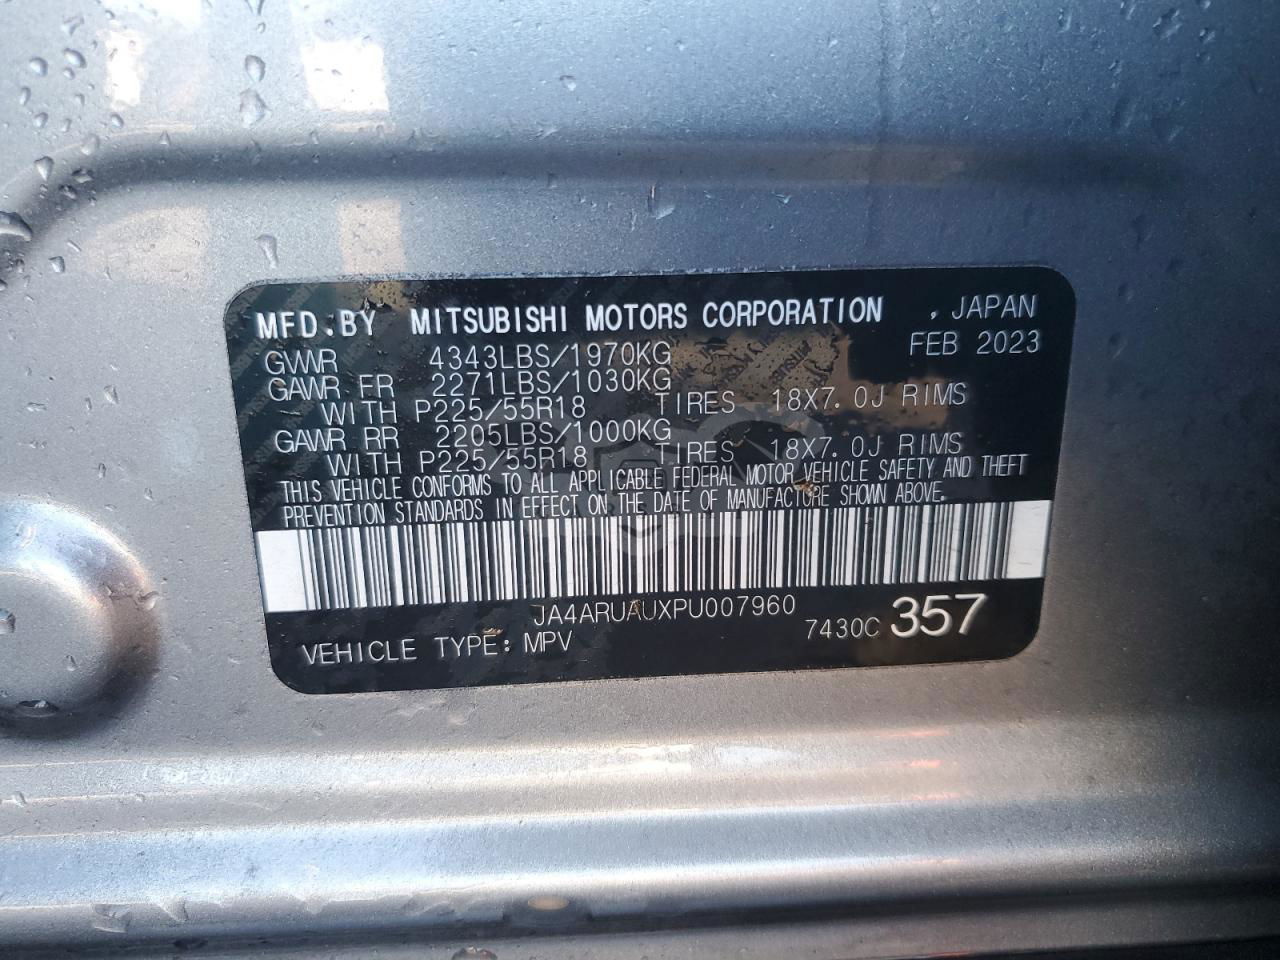 MFD.BY MITSUBISHI MOTORS CORPORATION , JAPAN
GVWR 4343LBS/1970KG FEB 2023
GAWR FR 2271LBS/1030KG
WITH P225/55R18 TIRES 18X7.0J RIMS
GAWR RR 2205LBS/1000KG
WITH P225/55R18 TIRES 18X7.0J RIMS
THIS VEHICLE CONFORMS TO ALL APPLICABLE FEDERAL MOTOR VEHICLE SAFETY AND THEFT
PREVENTION STANDARDS IN EFFECT ON THE DATE OF MANUFACTURE SHOWN ABOVE.
JA4ARUAUXPU007960
VEHICLE TYPE: MPV 7430C 357